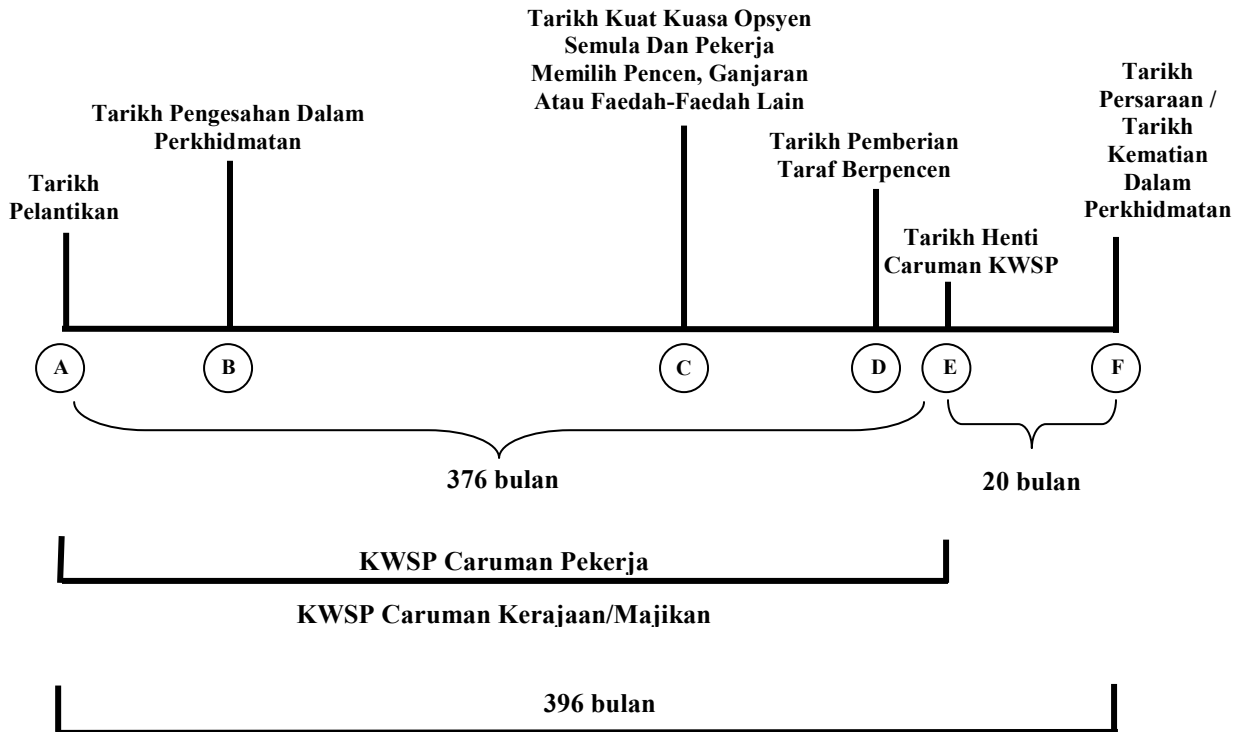 Tarikh Kuat Kuasa Opsyen
Semula Dan Pekerja
Memilih Pencen, Ganjaran
Atau Faedah-Faedah Lain
Tarikh
Persaraan /
Tarikh
Kematian
Dalam
Perkhidmatan
Tarikh Pengesahan Dalam
Perkhidmatan
Tarikh Pemberian
Taraf Berpencen
Tarikh
Pelantikan
Tarikh Henti
Caruman KWSP
A B C D E F
376 bulan
20 bulan
KWSP Caruman Pekerja
KWSP Caruman Kerajaan/Majikan
396 bulan